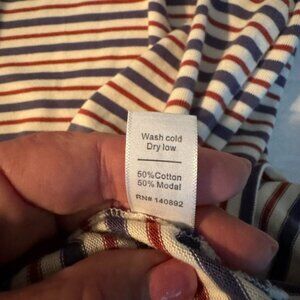 Wash cold
Dry low
50%Cotton
50% Modal
RN# 140892